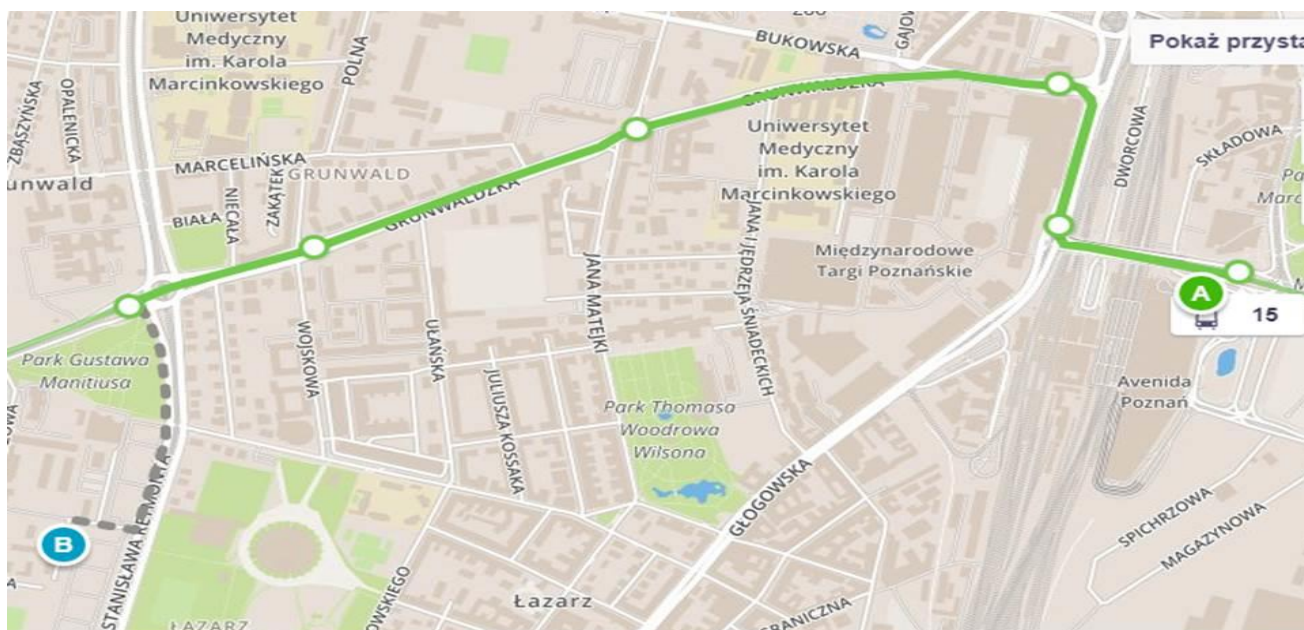 Uniwersytet
Medyczny
im. Karola
Marcinkowskiego
POLNA
BUKOWSKA
Pokaż przysta
ZBĄSZYŃSKA
OPALENICKA
GRUNWALDZKA
Uniwersytet
Medyczny
im. Karola
Marcinkowskiego
DWORCOWA
SKŁADOWA
MARCELIŃSKA
GRUNWALD
unwald
ZAKĄTEK
NIECAŁA
BIAŁA
GRUNWALDZKA
JANA I JĘDRZEJA ŚNIADECKICH
Międzynarodowe
Targi Poznańskie
JANA MATEJKI
A
15
Park Gustawa
Manitiusa
WOJSKOWA
UŁAŃSKA
JULIUSZA KOSSAKA
Park Thomasa
Woodrowa
Wilsona
Avenida
Poznań
GŁOGOWSKA
SPICHRZOWA
MAGAZYNOWA
B
Łazarz
ŁAZARZ
OWSKIEGO
GRANICZNA